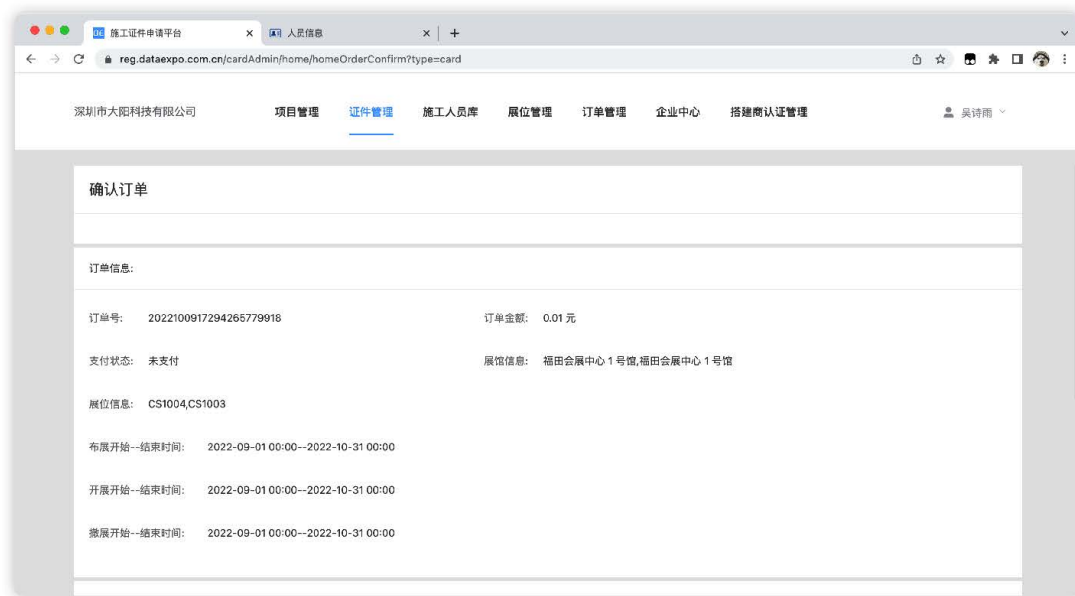 施工证件申请平台
人员信息
reg.dataexpo.com.cn/cardAdmin/home/homeOrderConfirm?type=card
深圳市大阳科技有限公司 项目管理 证件管理 施工人员库 展位管理 订单管理 企业中心 搭建商认证管理 吴诗雨
确认订单
订单信息:
订单号: 2022100917294265779918 订单金额: 0.01 元
支付状态: 未支付 展馆信息: 福田会展中心 1 号馆,福田会展中心 1 号馆
展位信息: CS1004,CS1003
布展开始--结束时间: 2022-09-01 00:00--2022-10-31 00:00
开展开始--结束时间: 2022-09-01 00:00--2022-10-31 00:00
撤展开始--结束时间: 2022-09-01 00:00--2022-10-31 00:00